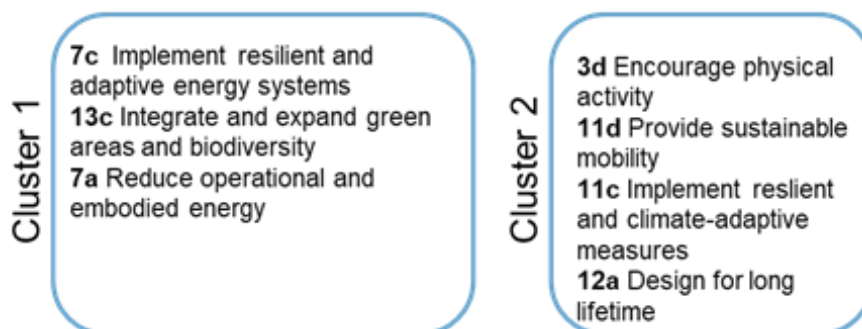 Cluster 1
7c Implement resilient and
adaptive energy systems
13c Integrate and expand green
areas and biodiversity
7a Reduce operational and
embodied energy
Cluster 2
3d Encourage physical
activity
11d Provide sustainable
mobility
11c Implement reslient
and climate-adaptive
measures
12a Design for long
lifetime